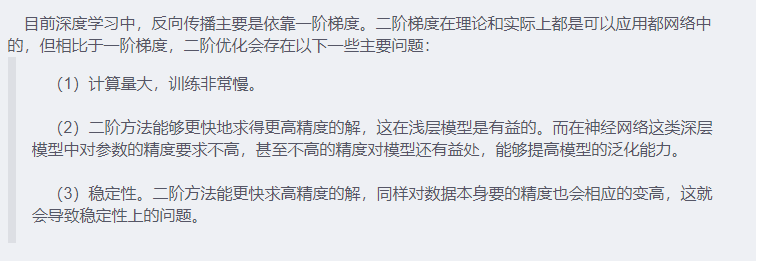 目前深度学习中，反向传播主要是依靠一阶梯度。二阶梯度在理论和实际上都是可以应用都网络中
的，但相比于一阶梯度，二阶优化会存在以下一些主要问题：
（1）计算量大，训练非常慢。
（2）二阶方法能够更快地求得更高精度的解，这在浅层模型是有益的。而在神经网络这类深层
模型中对参数的精度要求不高，甚至不高的精度对模型还有益处，能够提高模型的泛化能力。
（3）稳定性。二阶方法能更快求高精度的解，同样对数据本身要的精度也会相应的变高，这就
会导致稳定性上的问题。